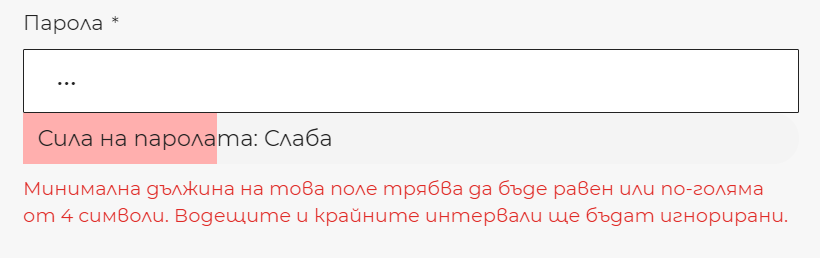 Парола *
...
Сила на паролата: Слаба
Минимална дължина на това поле трябва да бъде равен или по-голяма
от 4 символи. Водещите и крайните интервали ще бъдат игнорирани.